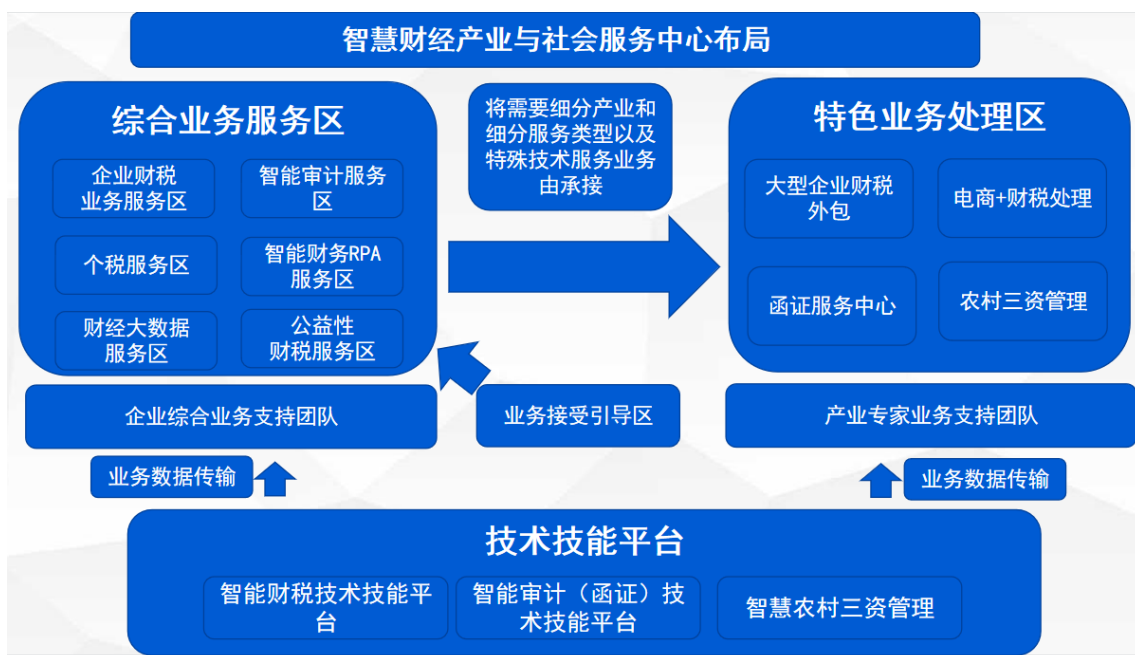 智慧财经产业与社会服务中心布局
综合业务服务区
企业财税
业务服务区
智能审计服务
区
个税服务区
智能财务RPA
服务区
财经大数据
服务区
公益性
财税服务区
企业综合业务支持团队
将需要细分产业和
细分服务类型以及
特殊技术服务业务
由承接
业务接受引导区
特色业务处理区
大型企业财税
外包
电商+财税处理
函证服务中心
农村三资管理
产业专家业务支持团队
业务数据传输
业务数据传输
技术技能平台
智能财税技术技能平
台
智能审计（函证）技
术技能平台
智慧农村三资管理